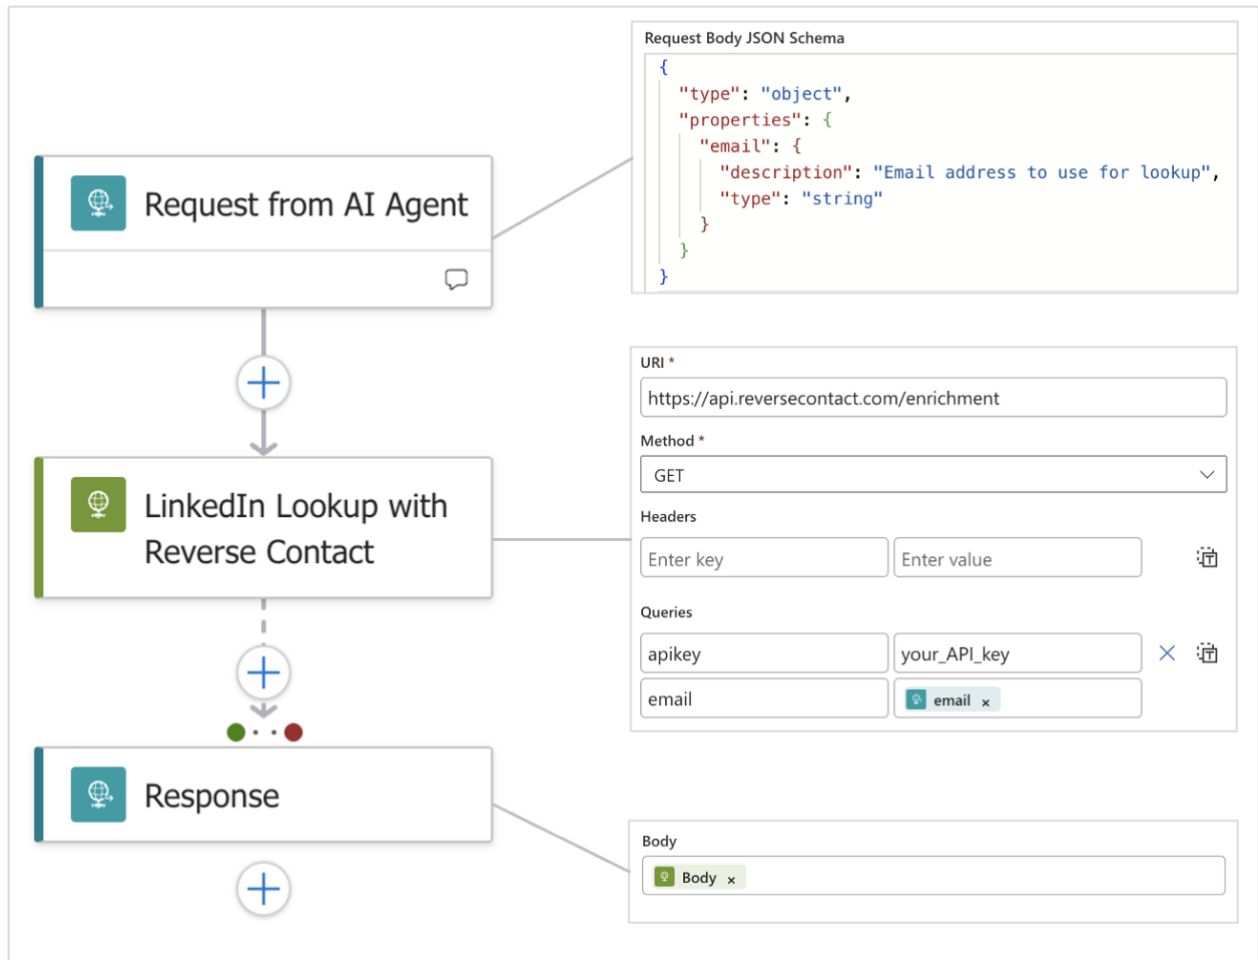 Request Body JSON Schema
{
"type": "object",
"properties": {
"email": {
"description": "Email address to use for lookup",
"type": "string"
}
}
}
Request from AI Agent
URI *
https://api.reversecontact.com/enrichment
Method *
GET
Headers
Enter key Enter value
Queries
apikey your_API_key
email email ×
LinkedIn Lookup with
Reverse Contact
Response
Body
Body ×